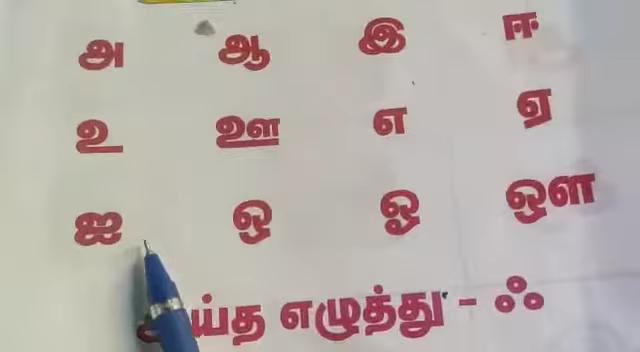 அ ஆ இ ஈ
உ ஊ எ ஏ
ஐ ஒ ஓ ஔ
எழுத்து - ஃ